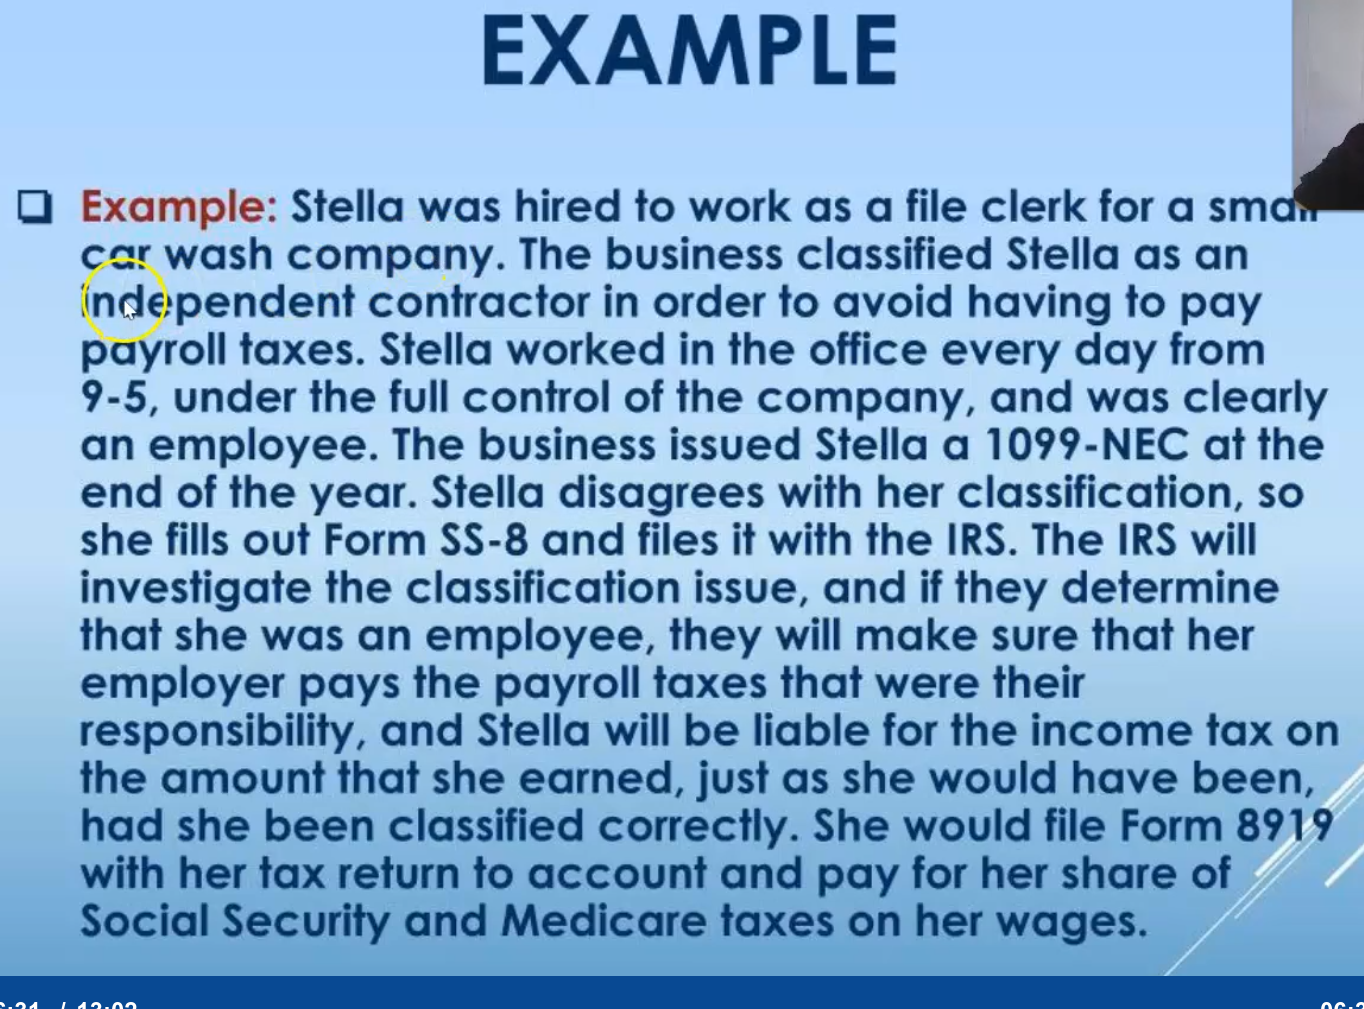 EXAMPLE
Example: Stella was hired to work as a file clerk for a small
car wash company. The business classified Stella as an
independent contractor in order to avoid having to pay
payroll taxes. Stella worked in the office every day from
9-5, under the full control of the company, and was clearly
an employee. The business issued Stella a 1099-NEC at the
end of the year. Stella disagrees with her classification, so
she fills out Form SS-8 and files it with the IRS. The IRS will
investigate the classification issue, and if they determine
that she was an employee, they will make sure that her
employer pays the payroll taxes that were their
responsibility, and Stella will be liable for the income tax on
the amount that she earned, just as she would have been,
had she been classified correctly. She would file Form 8919
with her tax return to account and pay for her share of
Social Security and Medicare taxes on her wages.